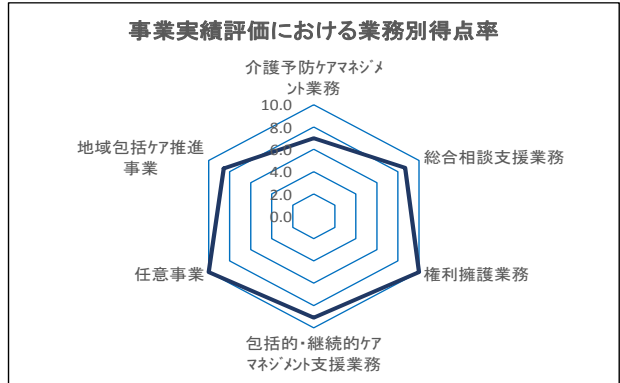 事業実績評価における業務別得点率
介護予防ケアマネジメ
ント業務
10.0
8.0
6.0
4.0
2.0
0.0
総合相談支援業務
権利擁護業務
包括的・継続的ケア
マネジメント支援業務
任意事業
地域包括ケア推進
事業